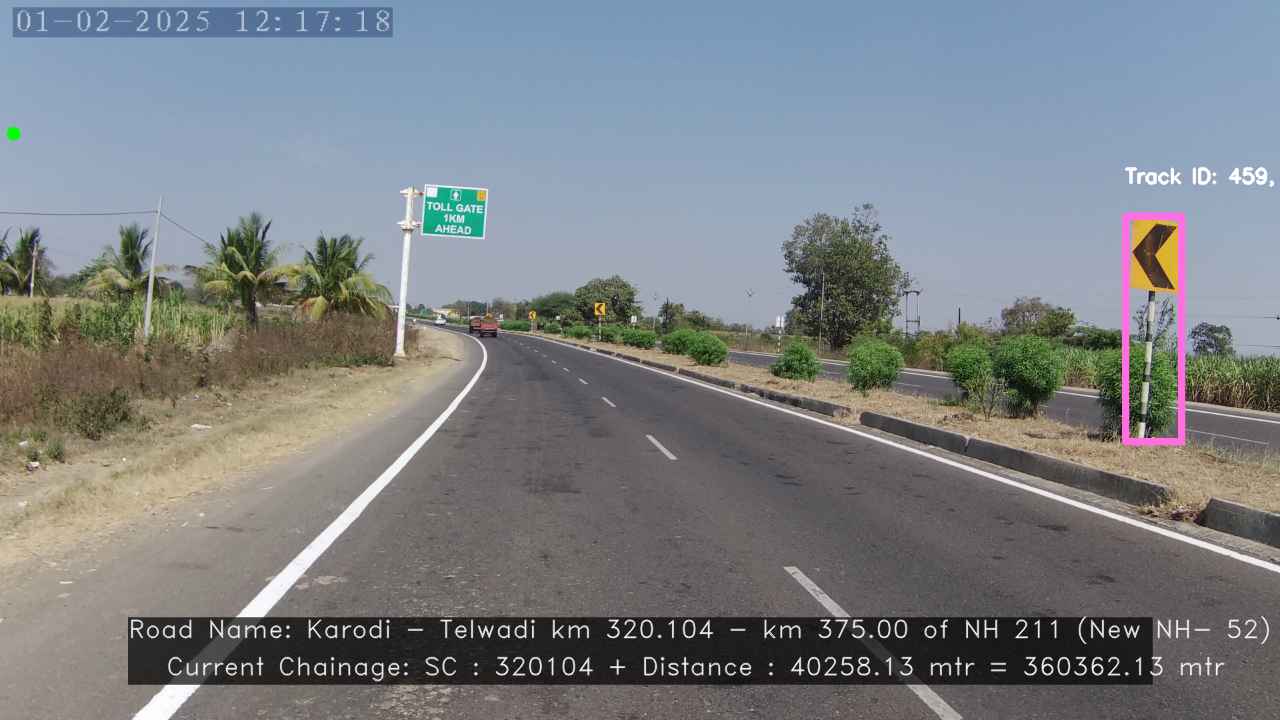 01-02-2025 12:17:18
Track ID: 459,
TOLL GATE
1KM
AHEAD
Road Name: Karodi - Telwadi km 320.104 - km 375.00 of NH 211 (New NH- 52)
Current Chainage: SC : 320104 + Distance : 40258.13 mtr = 360362.13 mtr